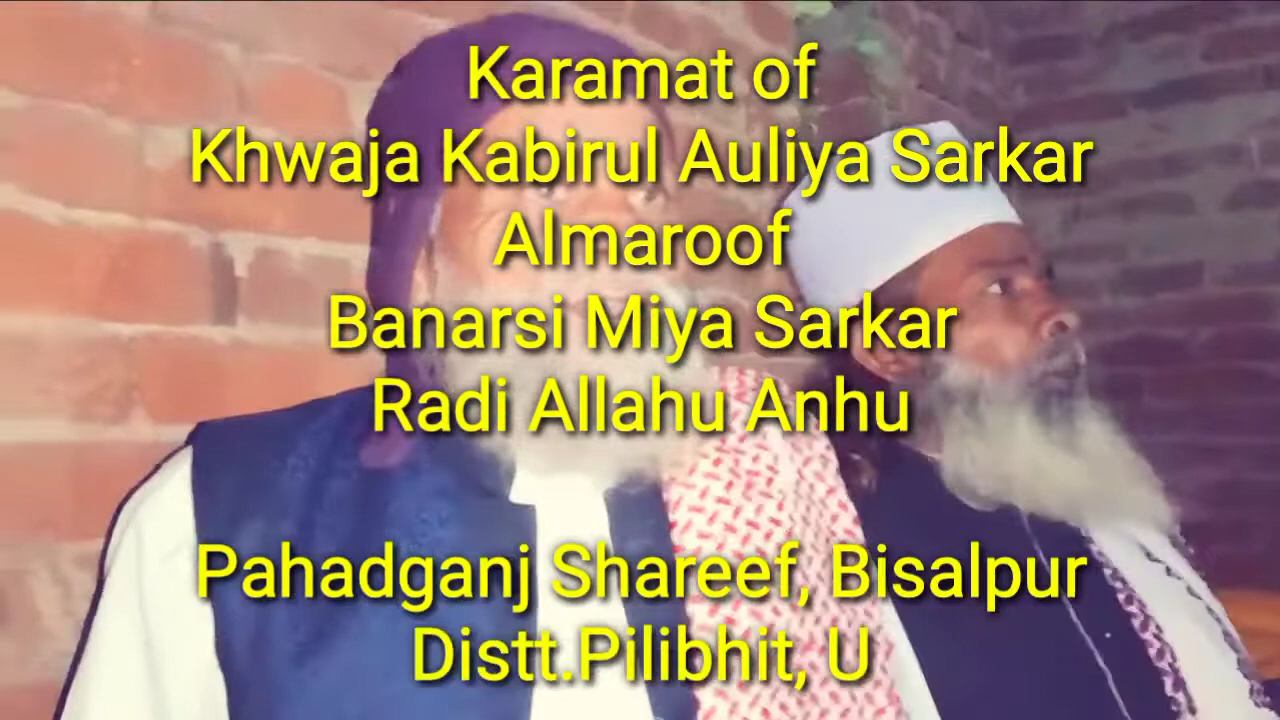 Karamat of
Khwaja Kabirul Auliya Sarkar
Almaroof
Banarsi Miya Sarkar
Radi Allahu Anhu
Pahadganj Shareef, Bisalpur
Distt.Pilibhit, U